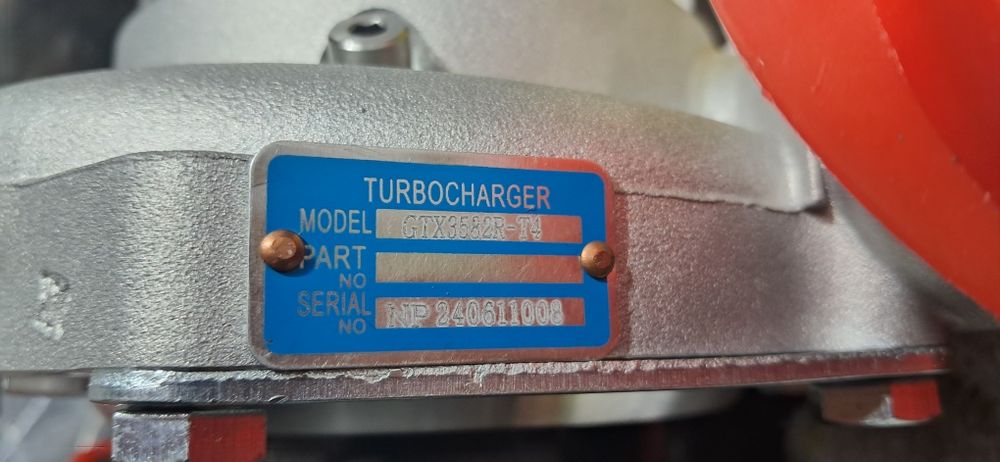 TURBOCHARGER
MODEL GTX3582R-T4
PART
NO
SERIAL
NO NP 240611008